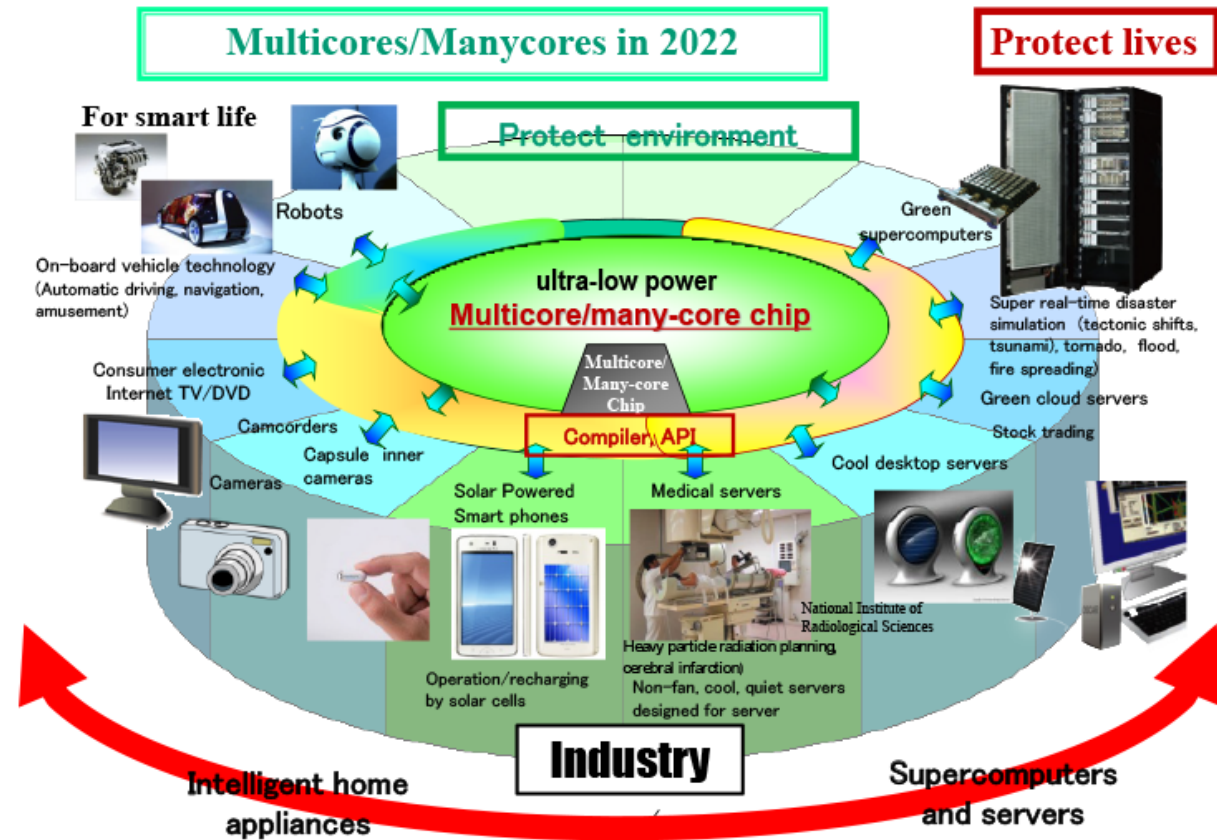 Multicores/Manycores in 2022
Protect lives
For smart life
Protect environment
Robots
Green
supercomputers
On-board vehicle technology
(Automatic driving, navigation,
amusement)
ultra-low power
Multicore/many-core chip
Super real-time disaster
simulation (tectonic shifts,
tsunami), tornado, flood,
fire spreading)
Multicore/
Many-core
Chip
Consumer electronic
Internet TV/DVD
Green cloud servers
Camcorders
Compiler, API
Stock trading
Capsule inner
cameras
Cool desktop servers
Cameras
Solar Powered
Smart phones
Medical servers
National Institute of
Radiological Sciences
Heavy particle radiation planning,
cerebral infarction)
Operation/recharging
by solar cells
Non-fan, cool, quiet servers
designed for server
Industry
Intelligent home
appliances
Supercomputers
and servers